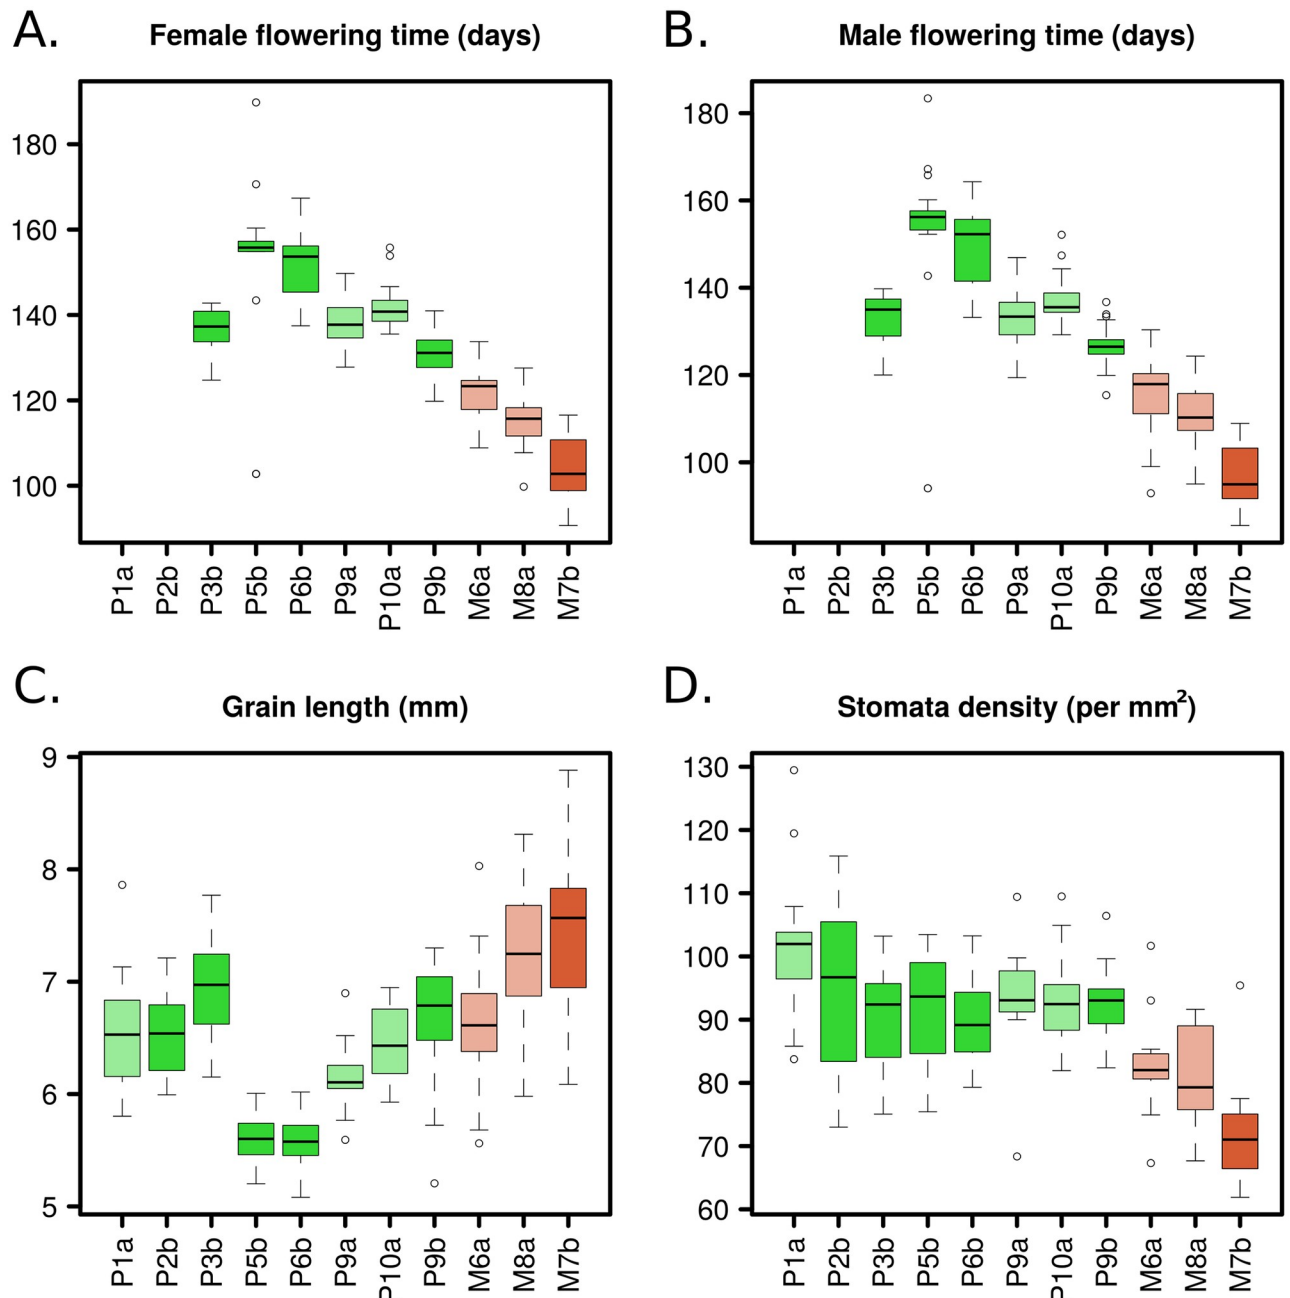 A. Female flowering time (days)
180
160
140
120
100
P1a P2b P3b P5b P6b P9a P10a P9b M6a M8a M7b
B. Male flowering time (days)
180
160
140
120
100
P1a P2b P3b P5b P6b P9a P10a P9b M6a M8a M7b
C. Grain length (mm)
9
8
7
6
5
P1a P2b P3b P5b P6b P9a P10a P9b M6a M8a M7b
D. Stomata density (per mm²)
130
120
110
100
90
80
70
60
P1a P2b P3b P5b P6b P9a P10a P9b M6a M8a M7b